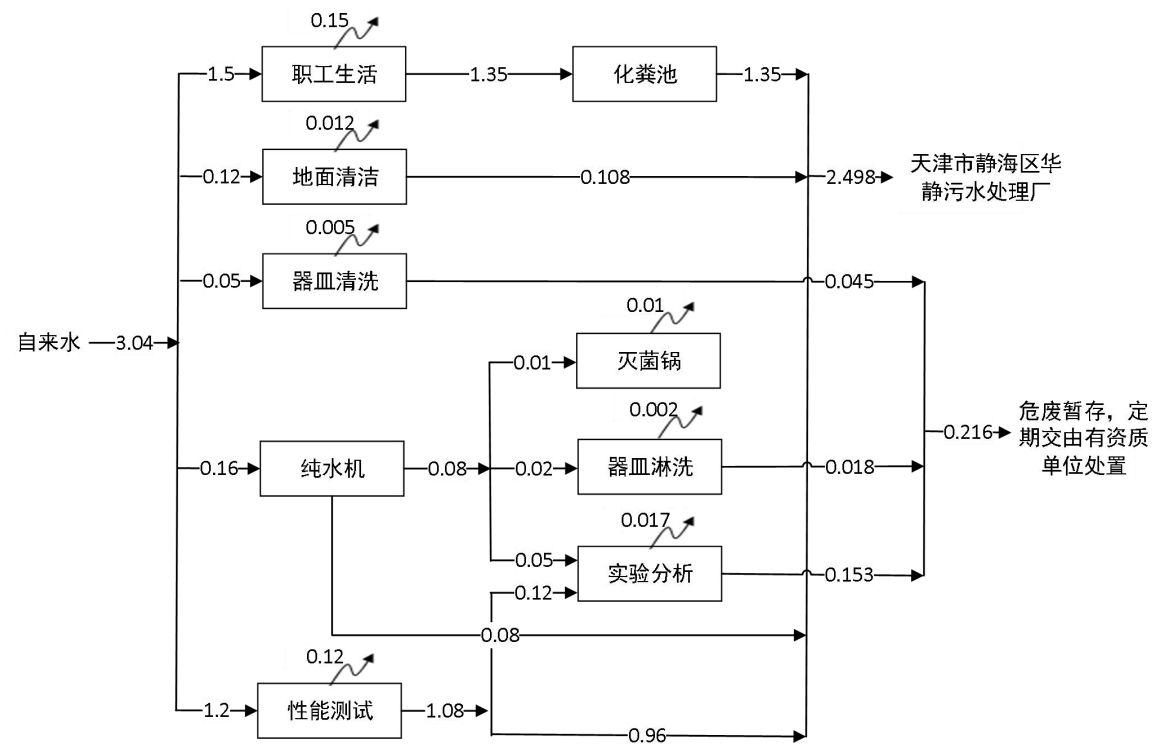 0.15
1.5
职工生活
1.35
化粪池
1.35
0.012
0.12
地面清洁
0.108
2.498
天津市静海区华
静污水处理厂
0.005
0.05
器皿清洗
0.045
自来水
3.04
0.01
0.01
灭菌锅
0.002
0.16
纯水机
0.08
0.02
器皿淋洗
0.018
0.216
危废暂存，定
期交由有资质
单位处置
0.017
0.05
0.12
实验分析
0.153
0.08
0.12
1.2
性能测试
1.08
0.96